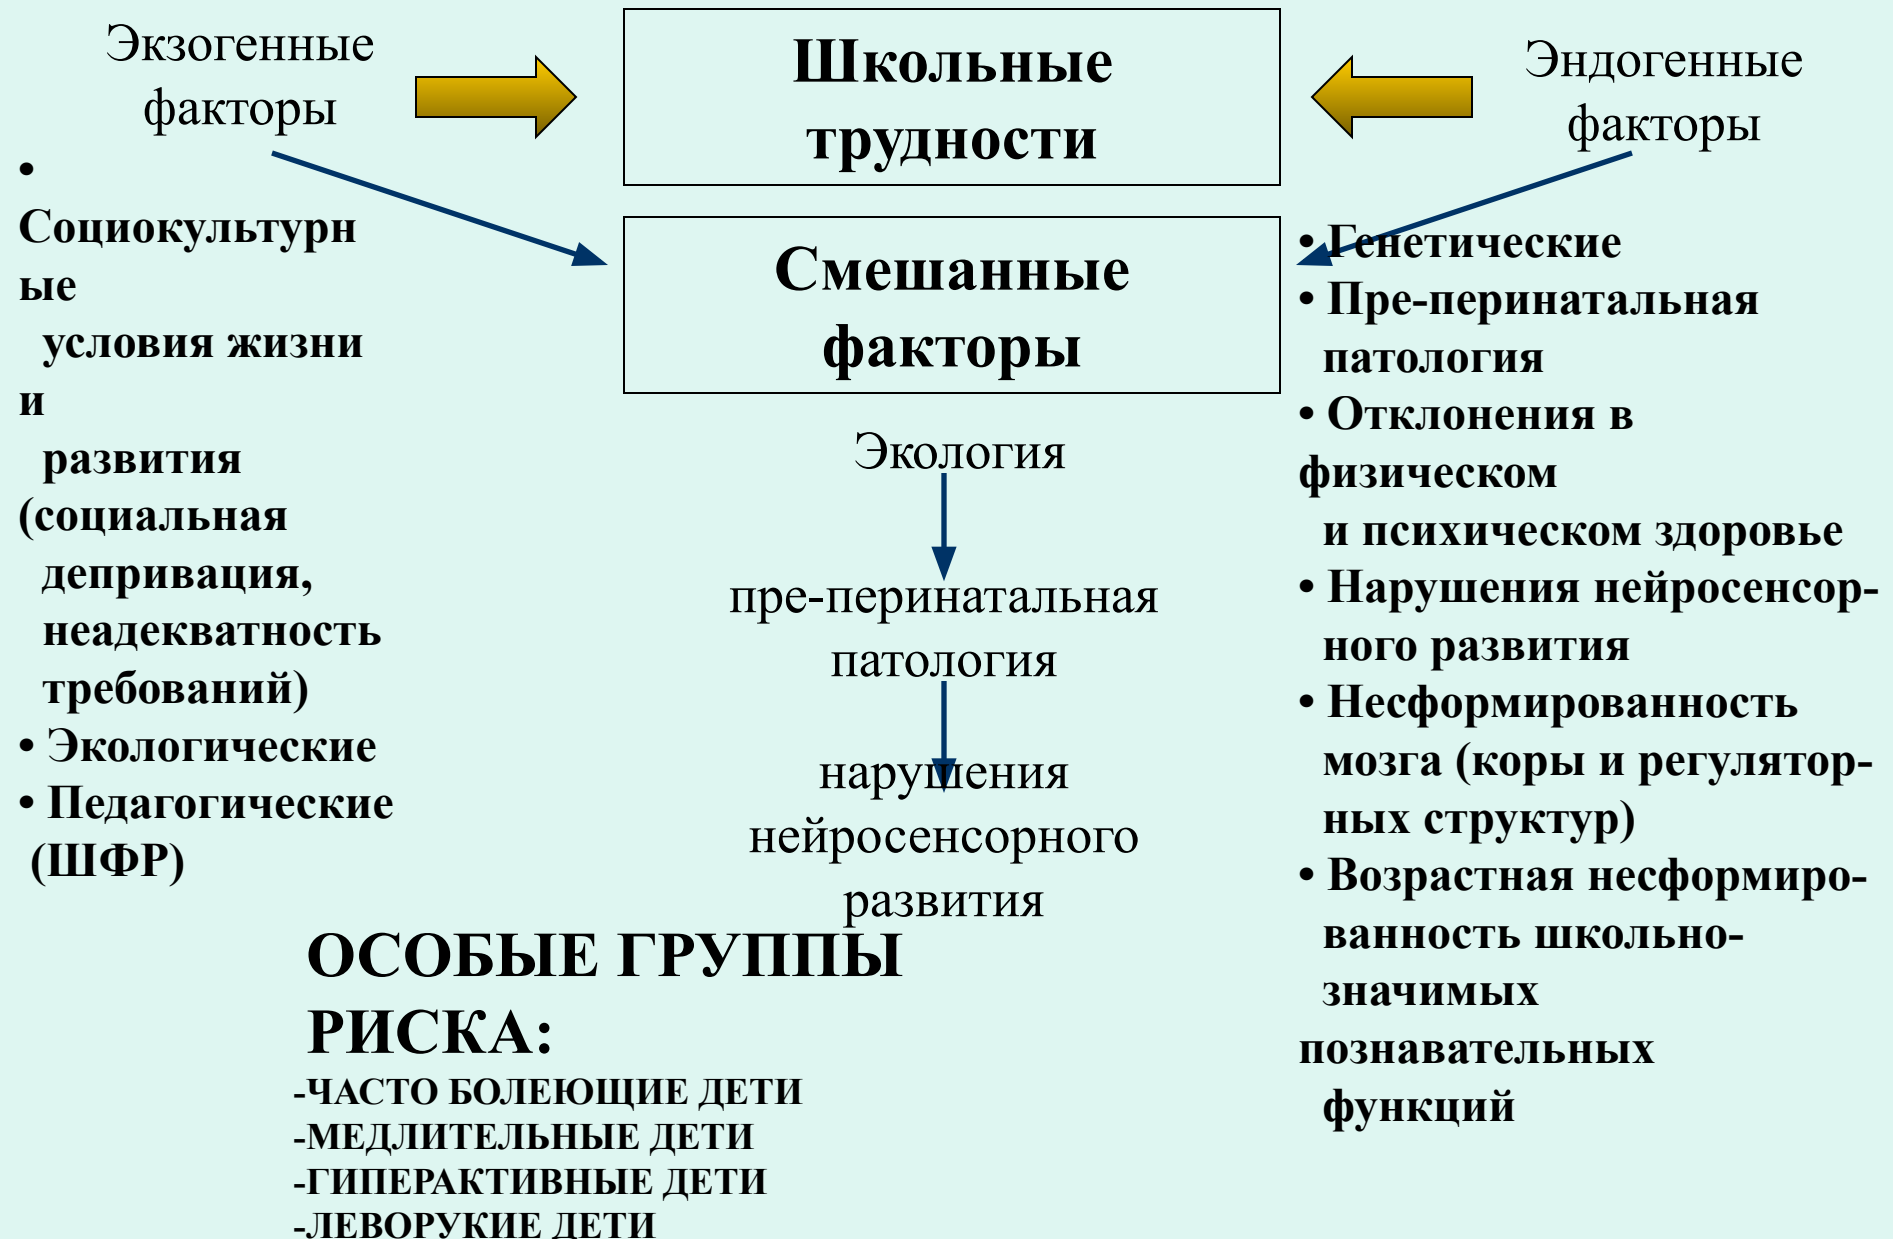 Экзогенные
факторы
Школьные
трудности
Эндогенные
факторы
•
Социокультурн
ые
условия жизни
и
развития
(социальная
депривация,
неадекватность
требований)
• Экологические
• Педагогические
(ШФР)
Смешанные
факторы
Экология
пре-перинатальная
патология
нарушения
нейросенсорного
развития
• Генетические
• Пре-перинатальная
патология
• Отклонения в
физическом
и психическом здоровье
• Нарушения нейросенсор-
ного развития
• Несформированность
мозга (коры и регулятор-
ных структур)
• Возрастная несформиро-
ванность школьно-
значимых
познавательных
функций
ОСОБЫЕ ГРУППЫ
РИСКА:
-ЧАСТО БОЛЕЮЩИЕ ДЕТИ
-МЕДЛИТЕЛЬНЫЕ ДЕТИ
-ГИПЕРАКТИВНЫЕ ДЕТИ
-ЛЕВОРУКИЕ ДЕТИ